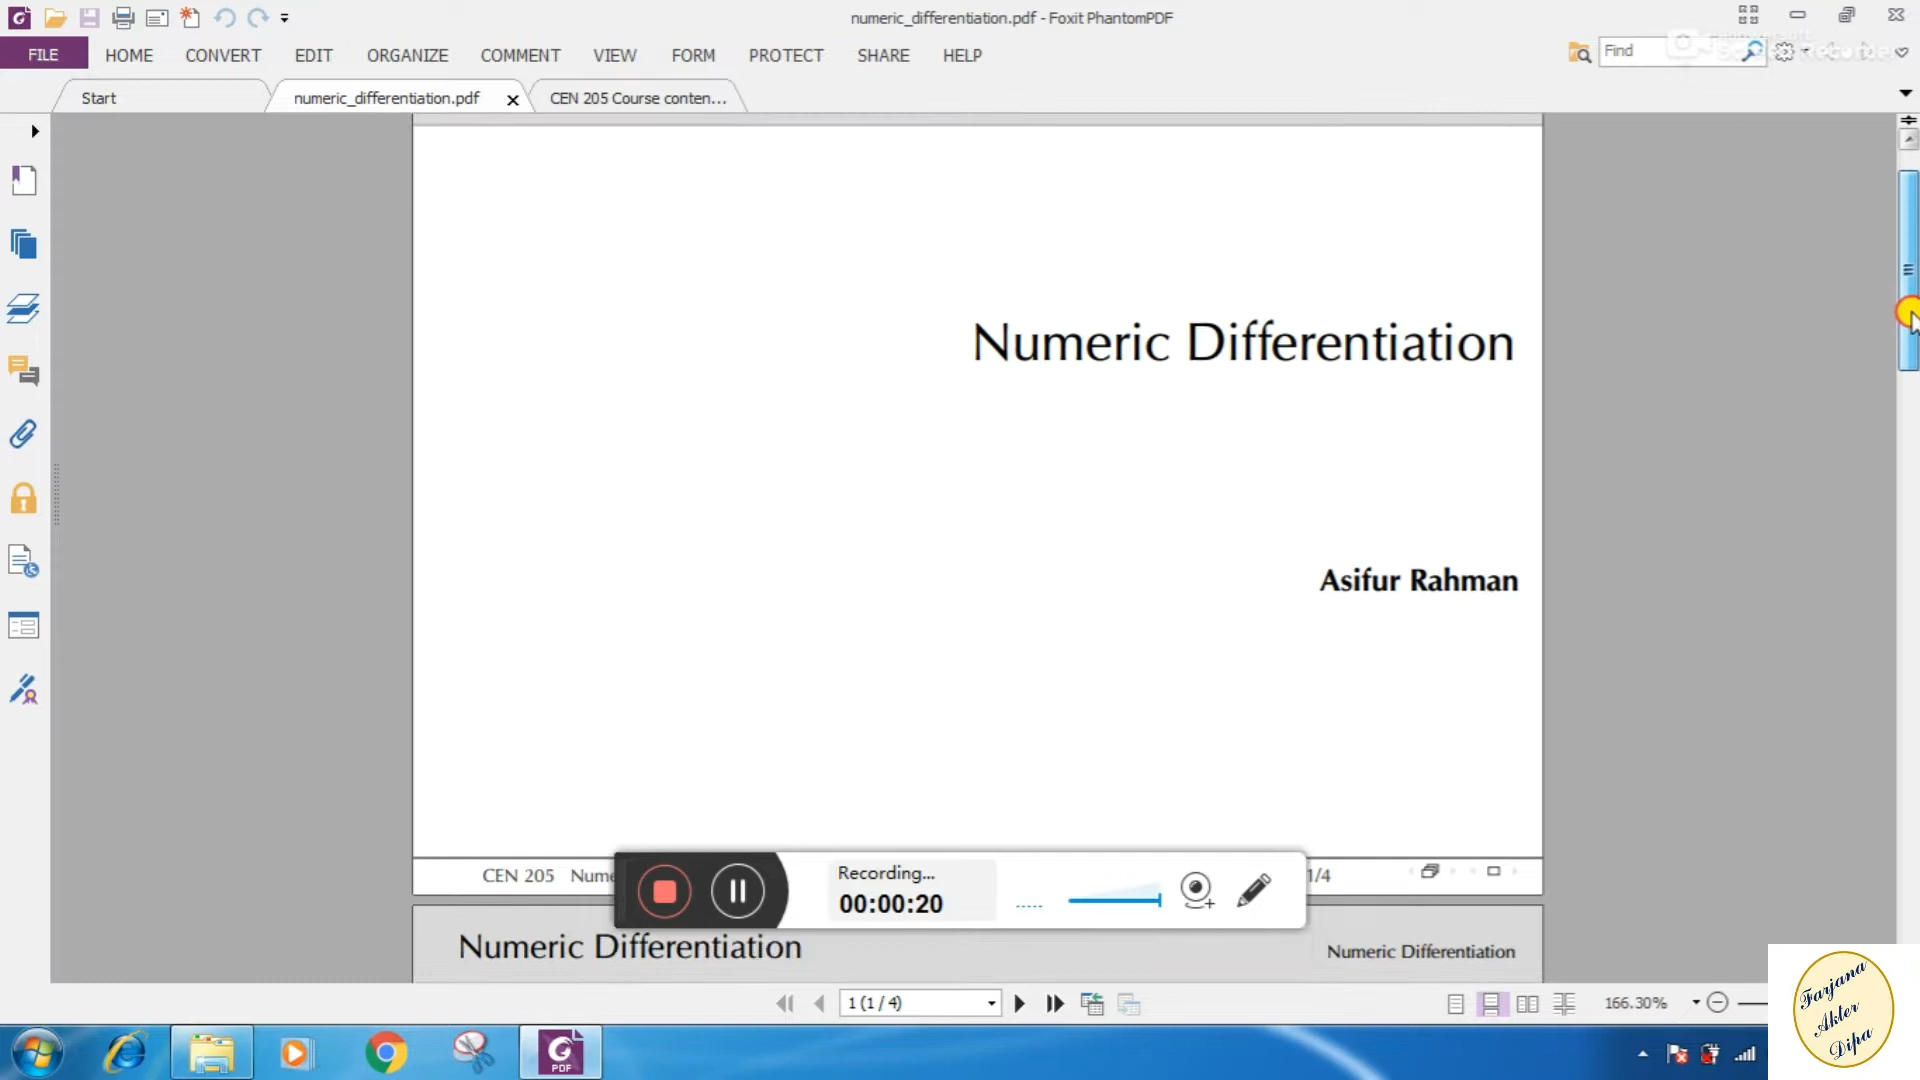 numeric_differentiation.pdf - Foxit PhantomPDF
FILE HOME CONVERT EDIT ORGANIZE COMMENT VIEW FORM PROTECT SHARE HELP
Find
Start numeric_differentiation.pdf CEN 205 Course conten...
Numeric Differentiation
Asifur Rahman
CEN 205 Nume
1/4
Recording...
00:00:20
Numeric Differentiation
Numeric Differentiation
1 (1 / 4)
166.30%
PDF
Farjana
Akter
Dipa